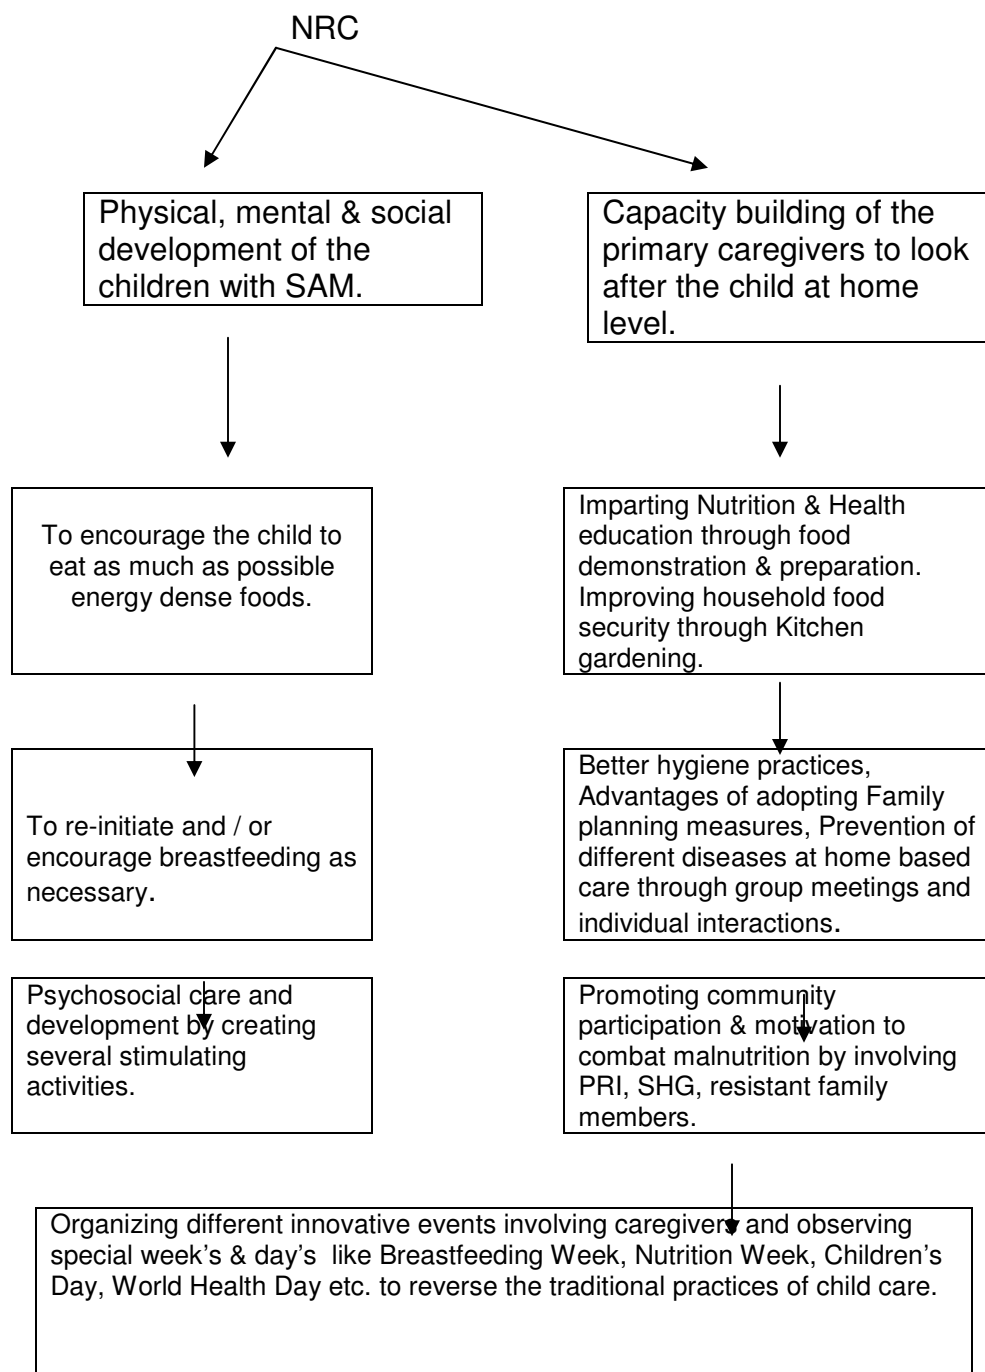 NRC
Physical, mental & social
development of the
children with SAM.
Capacity building of the
primary caregivers to look
after the child at home
level.
To encourage the child to
eat as much as possible
energy dense foods.
Imparting Nutrition & Health
education through food
demonstration & preparation.
Improving household food
security through Kitchen
gardening.
To re-initiate and / or
encourage breastfeeding as
necessary.
Better hygiene practices,
Advantages of adopting Family
planning measures, Prevention of
different diseases at home based
care through group meetings and
individual interactions.
Psychosocial care and
development by creating
several stimulating
activities.
Promoting community
participation & motivation to
combat malnutrition by involving
PRI, SHG, resistant family
members.
Organizing different innovative events involving caregivers and observing
special week's & day's  like Breastfeeding Week, Nutrition Week, Children's
Day, World Health Day etc. to reverse the traditional practices of child care.